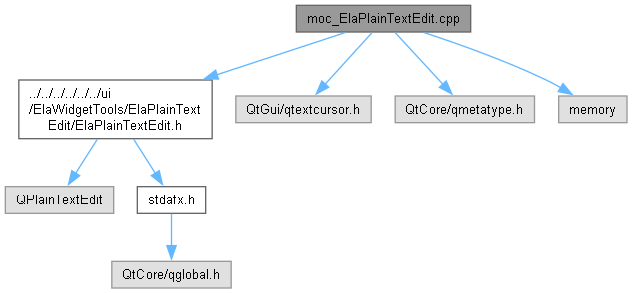 moc_ElaPlainTextEdit.cpp
../../../../../../ui
/ElaWidgetTools/ElaPlainText
Edit/ElaPlainTextEdit.h
QtGui/qtextcursor.h
QtCore/qmetatype.h
memory
QPlainTextEdit
stdafx.h
QtCore/qglobal.h